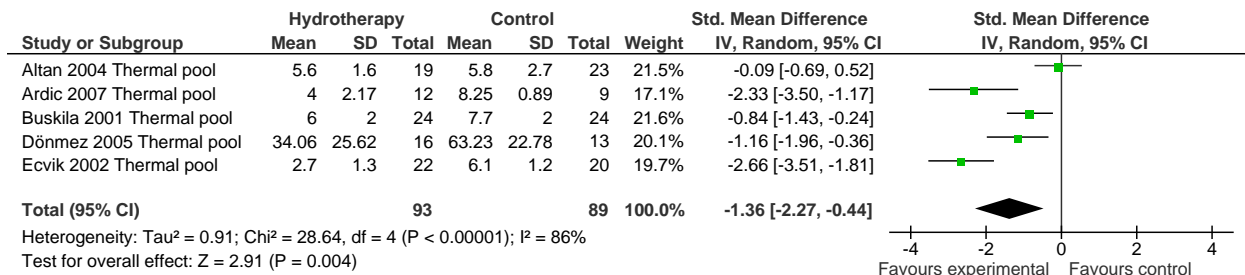 Hydrotherapy Control Std. Mean Difference Std. Mean Difference
Study or Subgroup Mean SD Total Mean SD Total Weight IV, Random, 95% CI IV, Random, 95% CI
Altan 2004 Thermal pool 5.6 1.6 19 5.8 2.7 23 21.5% -0.09 [-0.69, 0.52]
Ardic 2007 Thermal pool 4 2.17 12 8.25 0.89 9 17.1% -2.33 [-3.50, -1.17]
Buskila 2001 Thermal pool 6 2 24 7.7 2 24 21.6% -0.84 [-1.43, -0.24]
Dönmez 2005 Thermal pool 34.06 25.62 16 63.23 22.78 13 20.1% -1.16 [-1.96, -0.36]
Ecvik 2002 Thermal pool 2.7 1.3 22 6.1 1.2 20 19.7% -2.66 [-3.51, -1.81]
Total (95% CI) 93 89 100.0% -1.36 [-2.27, -0.44]
Heterogeneity: Tau² = 0.91; Chi² = 28.64, df = 4 (P < 0.00001); I² = 86%
Test for overall effect: Z = 2.91 (P = 0.004)
-4 -2 0 2 4
Favours experimental Favours control